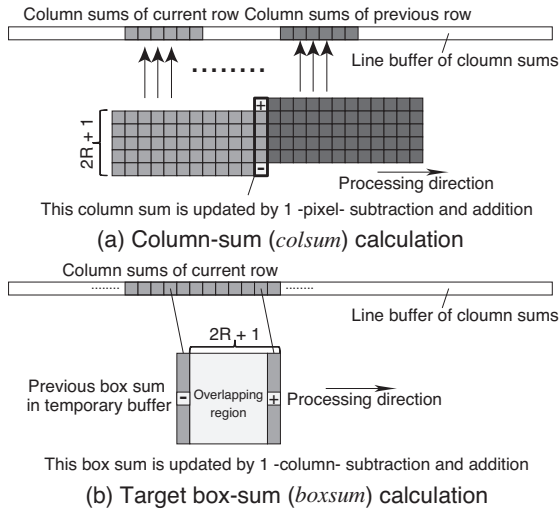 Column sums of current row Column sums of previous row
Line buffer of cloumn sums
2R + 1
+
-
Processing direction
This column sum is updated by 1 -pixel- subtraction and addition
(a) Column-sum (colsum) calculation
Column sums of current row
Line buffer of cloumn sums
2R + 1
Previous box sum
in temporary buffer
-
Overlapping
region
+
Processing direction
This box sum is updated by 1 -column- subtraction and addition
(b) Target box-sum (boxsum) calculation